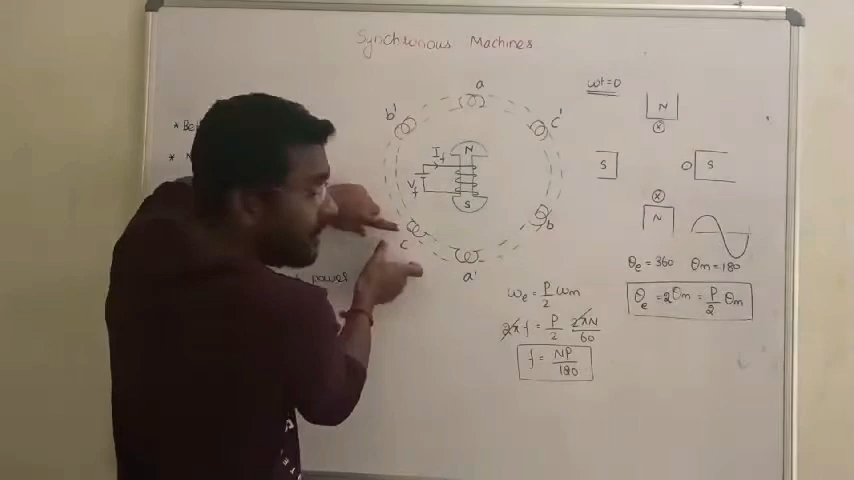 Synchronous Machines
a
b'
c'
N
If
Vf
S
c
b
a'
power
ωt=0
N
S
S
N
θe = 360 θm = 180
θe = 2θm = P/2 θm
ωe = P/2 ωm
2πf = P/2 2πN/60
f = NP/180